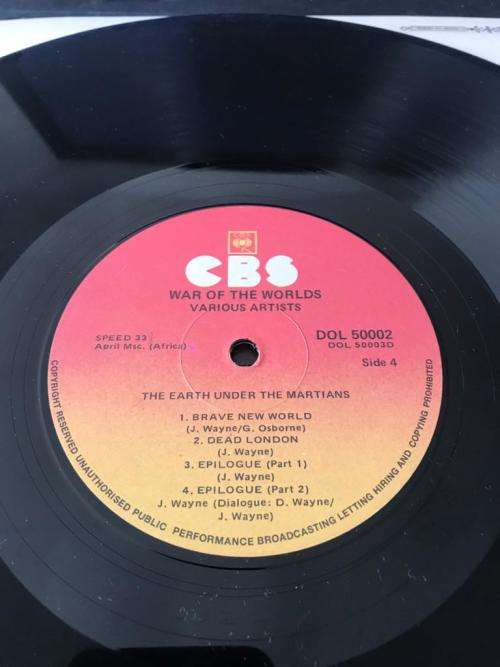 CBS
WAR OF THE WORLDS
VARIOUS ARTISTS
SPEED 33
April Msc. (Africa)
DOL 50002
DOL 50003D
Side 4
THE EARTH UNDER THE MARTIANS
1. BRAVE NEW WORLD
(J. Wayne/G. Osborne)
2. DEAD LONDON
(J. Wayne)
3. EPILOGUE (Part 1)
(J. Wayne)
4. EPILOGUE (Part 2)
J. Wayne (Dialogue: D. Wayne/
J. Wayne)
COPYRIGHT RESERVED UNAUTHORISED PUBLIC PERFORMANCE BROADCASTING LETTING HIRING AND COPYING PROHIBITED